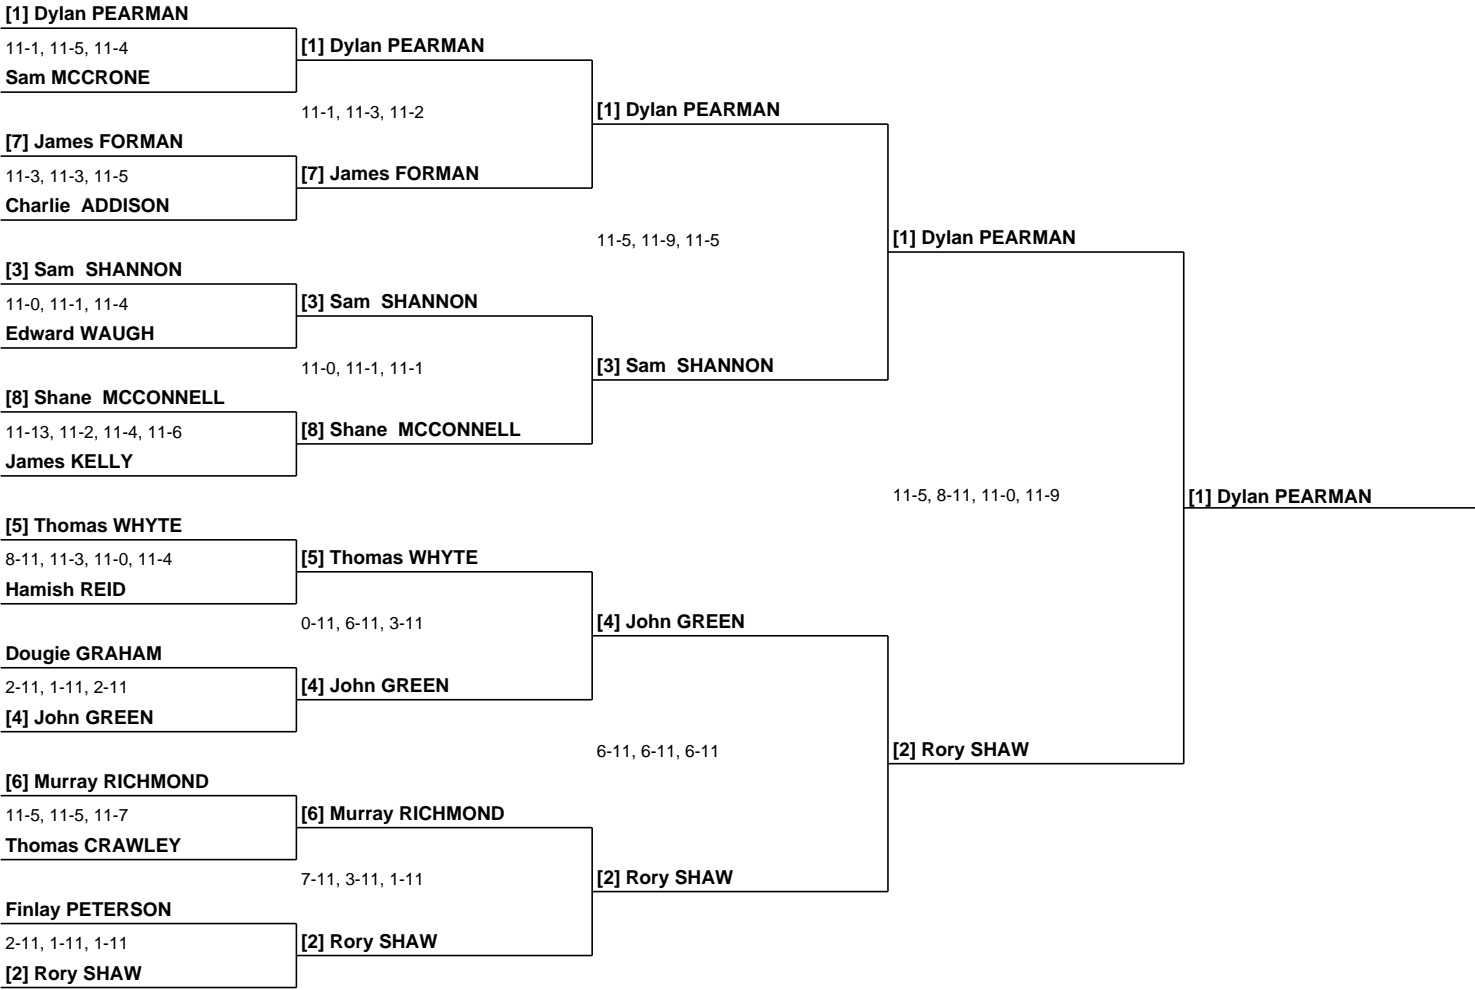 [1] Dylan PEARMAN
11-1, 11-5, 11-4
Sam MCCRONE
[7] James FORMAN
11-3, 11-3, 11-5
Charlie  ADDISON
[3] Sam  SHANNON
11-0, 11-1, 11-4
Edward WAUGH
[8] Shane  MCCONNELL
11-13, 11-2, 11-4, 11-6
James KELLY
[5] Thomas WHYTE
8-11, 11-3, 11-0, 11-4
Hamish REID
Dougie GRAHAM
2-11, 1-11, 2-11
[4] John GREEN
[6] Murray RICHMOND
11-5, 11-5, 11-7
Thomas CRAWLEY
Finlay PETERSON
2-11, 1-11, 1-11
[2] Rory SHAW
[1] Dylan PEARMAN
11-1, 11-3, 11-2
[7] James FORMAN
[3] Sam  SHANNON
11-0, 11-1, 11-1
[8] Shane  MCCONNELL
[5] Thomas WHYTE
0-11, 6-11, 3-11
[4] John GREEN
[6] Murray RICHMOND
7-11, 3-11, 1-11
[2] Rory SHAW
[1] Dylan PEARMAN
11-5, 11-9, 11-5
[3] Sam  SHANNON
[4] John GREEN
6-11, 6-11, 6-11
[2] Rory SHAW
[1] Dylan PEARMAN
11-5, 8-11, 11-0, 11-9
[2] Rory SHAW
[1] Dylan PEARMAN